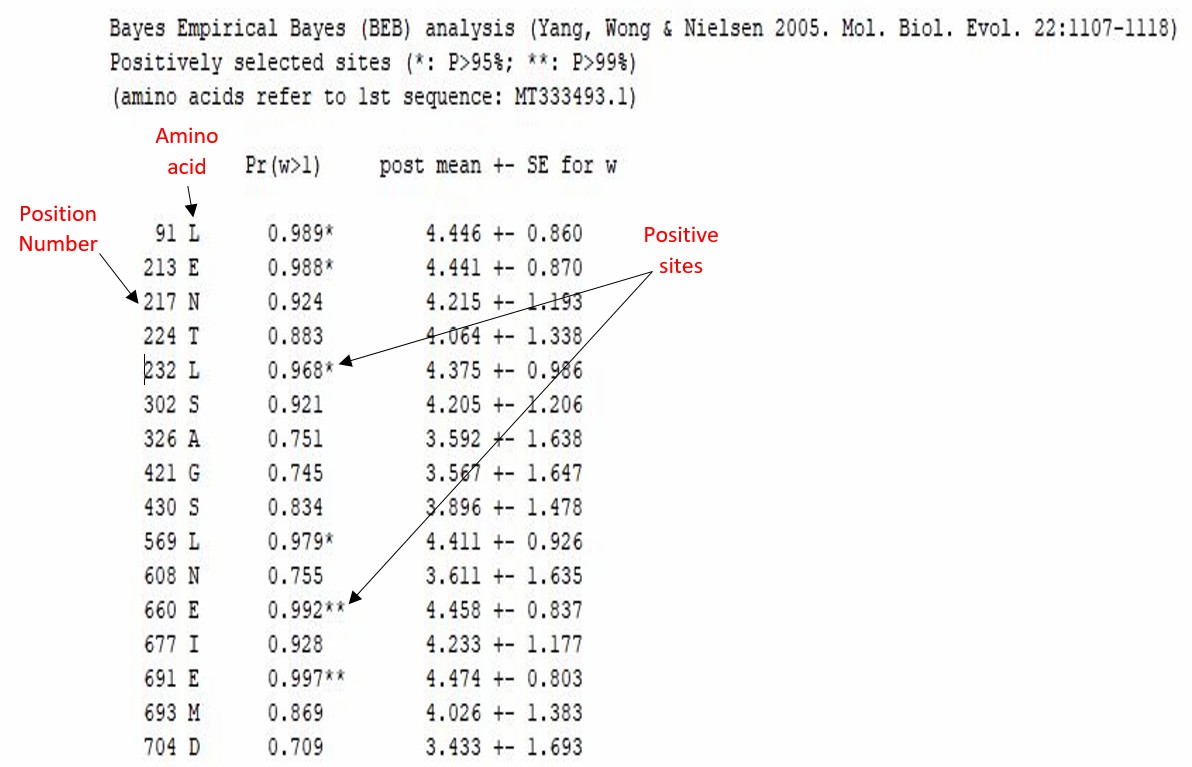 Bayes Empirical Bayes (BEB) analysis (Yang, Wong & Nielsen 2005. Mol. Biol. Evol. 22:1107-1118)
Positively selected sites (*: P>95%; **: P>99%)
(amino acids refer to 1st sequence: MT333493.1)
Amino
acid
Pr(w>1) post mean +- SE for w
Position
Number
Positive
sites
91 L 0.989* 4.446 +- 0.860
213 E 0.988* 4.441 +- 0.870
217 N 0.924 4.215 +- 1.193
224 T 0.883 4.064 +- 1.338
232 L 0.968* 4.375 +- 0.986
302 S 0.921 4.205 +- 1.206
326 A 0.751 3.592 +- 1.638
421 G 0.745 3.567 +- 1.647
430 S 0.834 3.896 +- 1.478
569 L 0.979* 4.411 +- 0.926
608 N 0.755 3.611 +- 1.635
660 E 0.992** 4.458 +- 0.837
677 I 0.928 4.233 +- 1.177
691 E 0.997** 4.474 +- 0.803
693 M 0.869 4.026 +- 1.383
704 D 0.709 3.433 +- 1.693